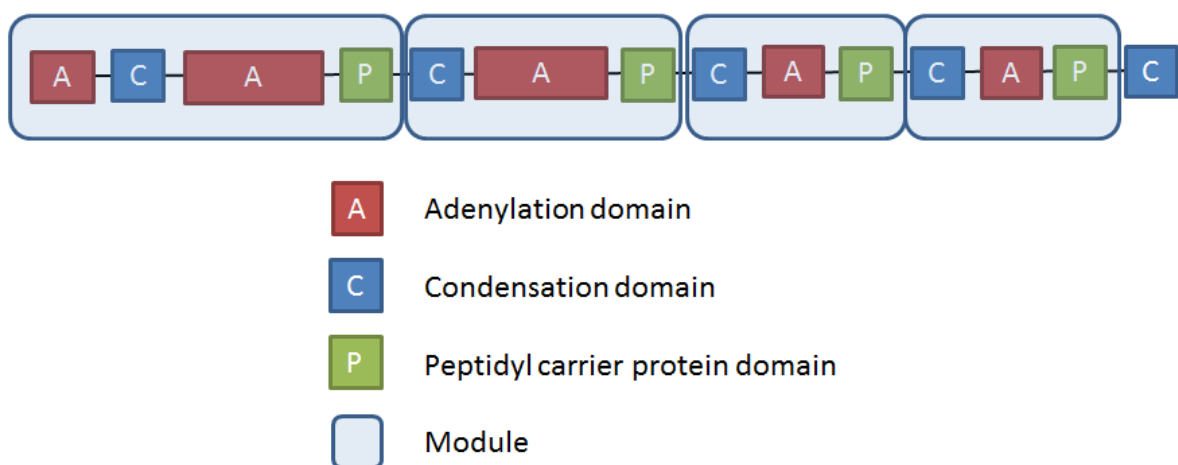 A C A P C A P C A P C A P C
A Adenylation domain
C Condensation domain
P Peptidyl carrier protein domain
Module